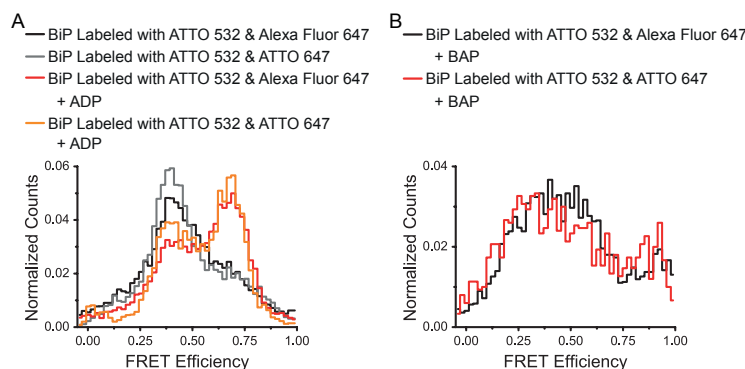 A
BiP Labeled with ATTO 532 & Alexa Fluor 647
BiP Labeled with ATTO 532 & ATTO 647
BiP Labeled with ATTO 532 & Alexa Fluor 647
+ ADP
BiP Labeled with ATTO 532 & ATTO 647
+ ADP
0.06
0.04
0.02
0.00
Normalized Counts
0.00 0.25 0.50 0.75 1.00
FRET Efficiency
B
BiP Labeled with ATTO 532 & Alexa Fluor 647
+ BAP
BiP Labeled with ATTO 532 & ATTO 647
+ BAP
0.04
0.02
0.00
Normalized Counts
0.00 0.25 0.50 0.75 1.00
FRET Efficiency